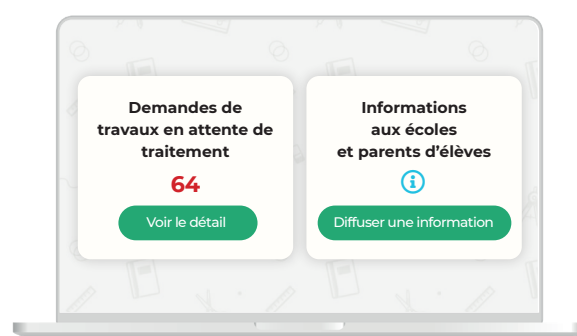 Demandes de
travaux en attente de
traitement
64
Voir le détail
Informations
aux écoles
et parents d’élèves
i
Diffuser une information